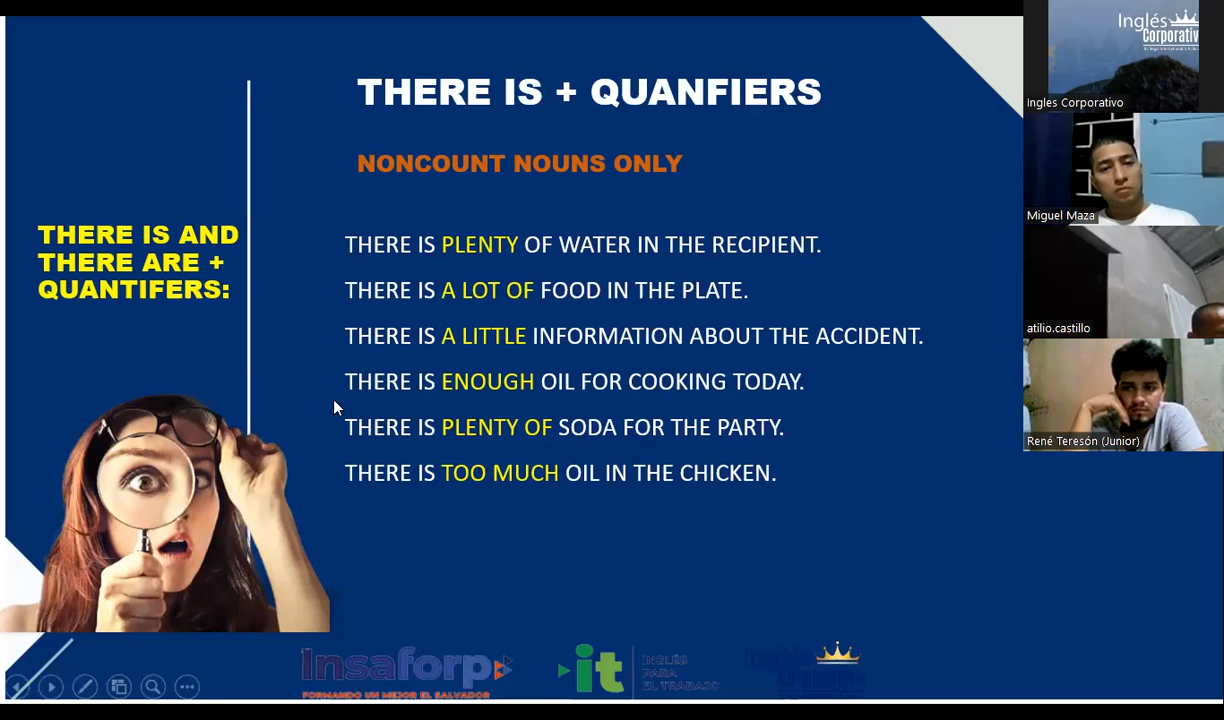 THERE IS + QUANFIERS
NONCOUNT NOUNS ONLY
THERE IS AND
THERE ARE +
QUANTIFERS:
THERE IS PLENTY OF WATER IN THE RECIPIENT.
THERE IS A LOT OF FOOD IN THE PLATE.
THERE IS A LITTLE INFORMATION ABOUT THE ACCIDENT.
THERE IS ENOUGH OIL FOR COOKING TODAY.
THERE IS PLENTY OF SODA FOR THE PARTY.
THERE IS TOO MUCH OIL IN THE CHICKEN.
Insaforp
FORMANDO UN MEJOR EL SALVADOR
it
INGLÉS
PARA
EL TRABAJO
Inglés
Corporativ
Ingles Corporativo
Miguel Maza
atilio.castillo
René Teresón (Junior)